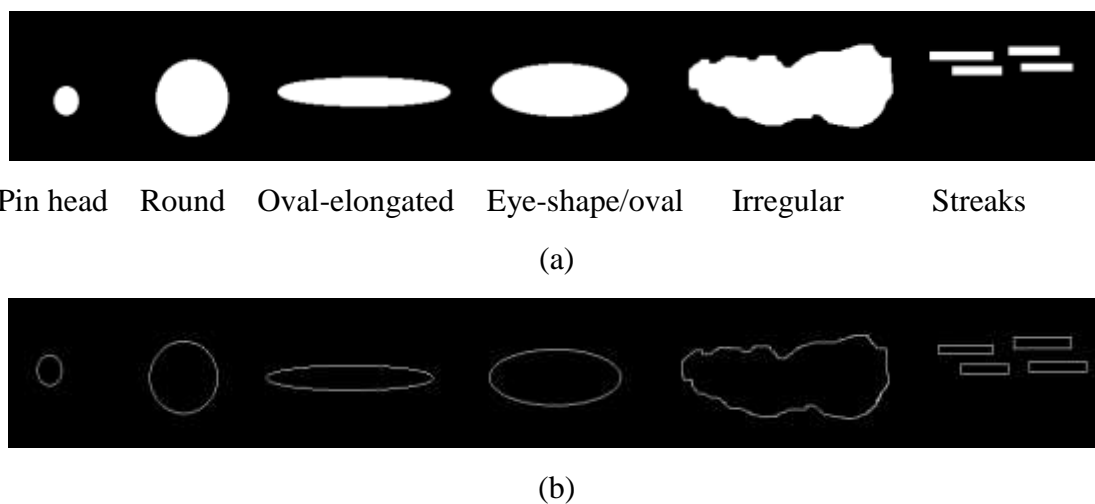 Pin head Round Oval-elongated Eye-shape/oval Irregular Streaks
(a)
(b)